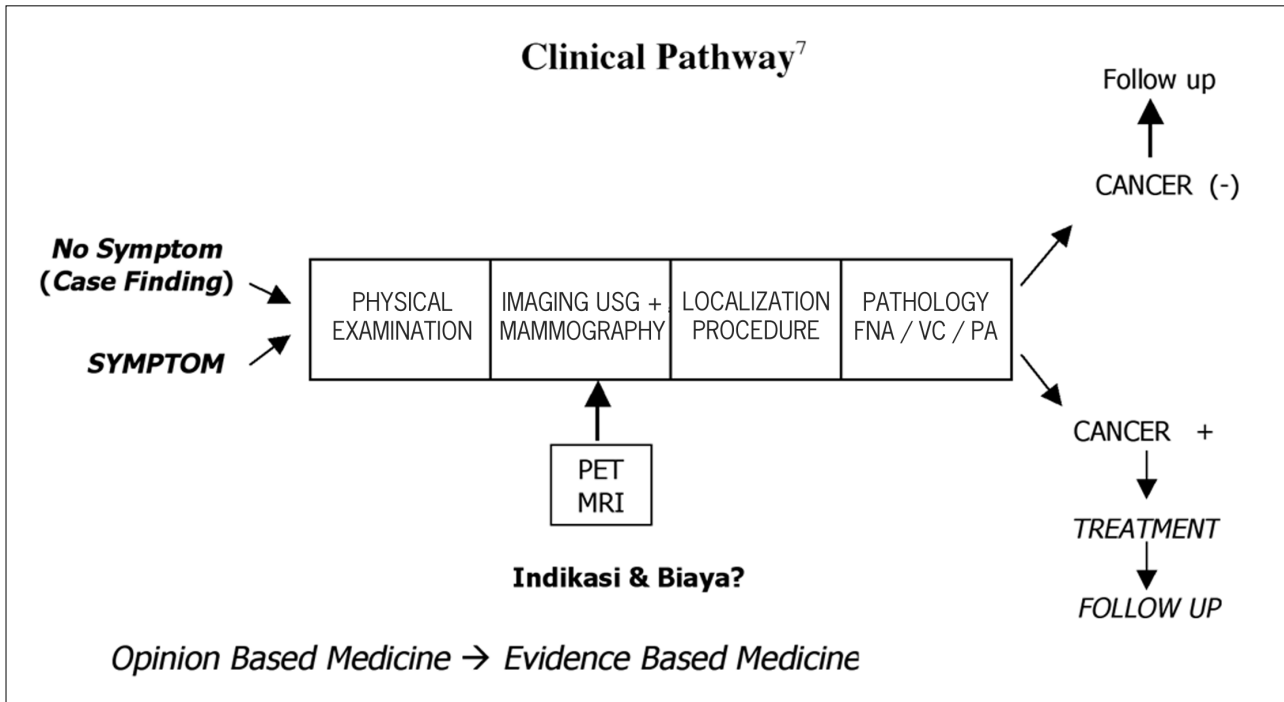 Clinical Pathway⁷
No Symptom
(Case Finding)
SYMPTOM
PHYSICAL
EXAMINATION
IMAGING USG +
MAMMOGRAPHY
LOCALIZATION
PROCEDURE
PATHOLOGY
FNA / VC / PA
PET
MRI
Indikasi & Biaya?
Follow up
CANCER (-)
CANCER +
TREATMENT
FOLLOW UP
Opinion Based Medicine → Evidence Based Medicine